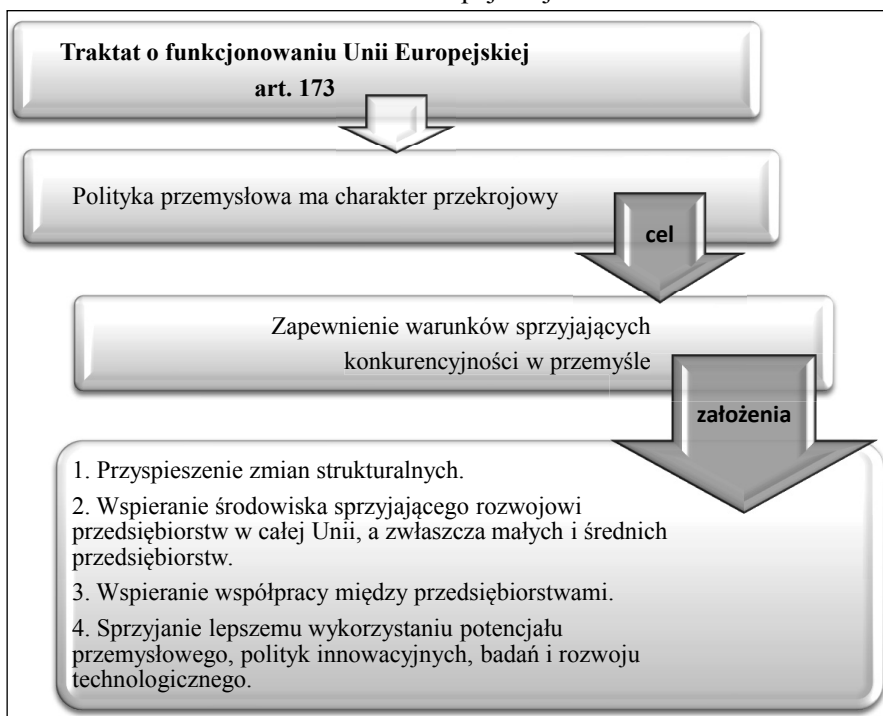 Traktat o funkcjonowaniu Unii Europejskiej
art. 173
Polityka przemysłowa ma charakter przekrojowy
cel
Zapewnienie warunków sprzyjających
konkurencyjności w przemyśle
założenia
1. Przyspieszenie zmian strukturalnych.
2. Wspieranie środowiska sprzyjającego rozwojowi
przedsiębiorstw w całej Unii, a zwłaszcza małych i średnich
przedsiębiorstw.
3. Wspieranie współpracy między przedsiębiorstwami.
4. Sprzyjanie lepszemu wykorzystaniu potencjału
przemysłowego, polityk innowacyjnych, badań i rozwoju
technologicznego.